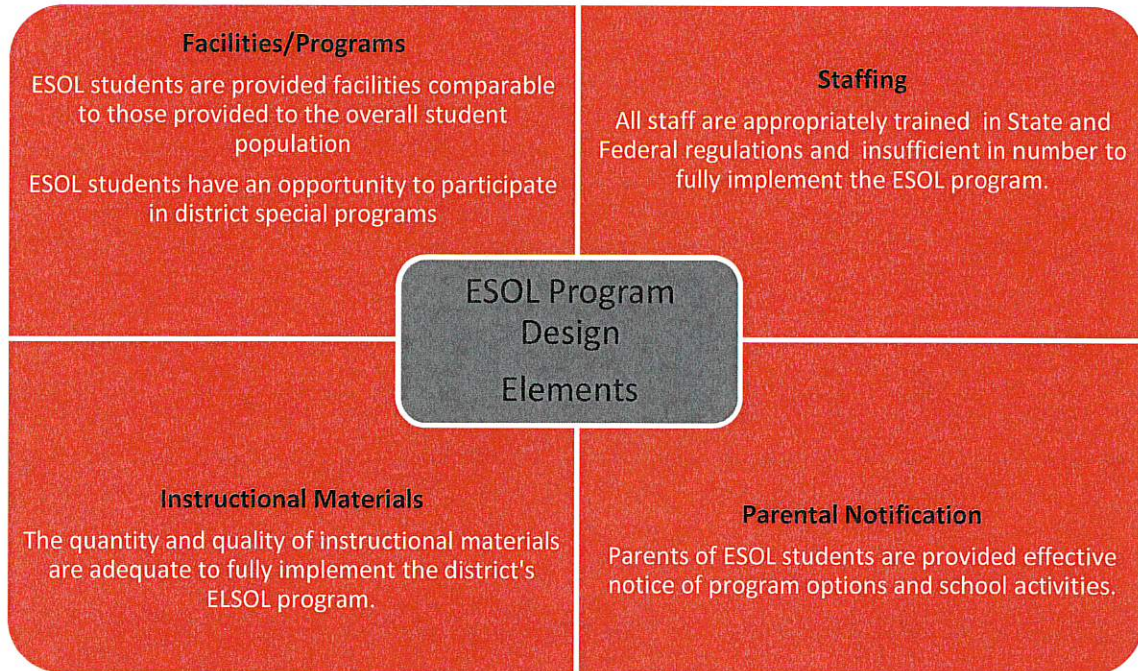 Facilities/Programs
ESOL students are provided facilities comparable
to those provided to the overall student
population
ESOL students have an opportunity to participate
in district special programs
Staffing
All staff are appropriately trained in State and
Federal regulations and insufficient in number to
fully implement the ESOL program.
ESOL Program
Design
Elements
Instructional Materials
The quantity and quality of instructional materials
are adequate to fully implement the district's
ELSOL program.
Parental Notification
Parents of ESOL students are provided effective
notice of program options and school activities.